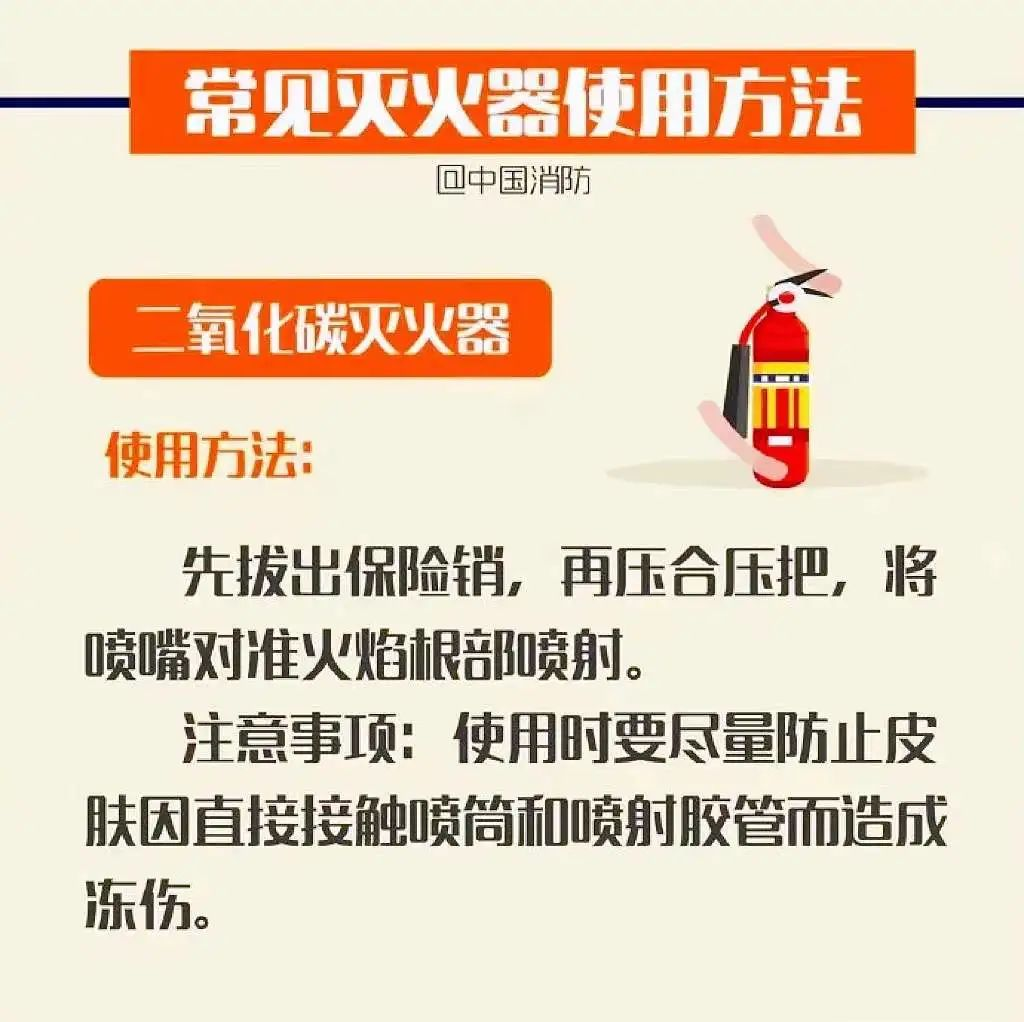 常见灭火器使用方法
@中国消防
二氧化碳灭火器
使用方法：
先拔出保险销，再压合压把，将
喷嘴对准火焰根部喷射。
注意事项：使用时要尽量防止皮
肤因直接接触喷筒和喷射胶管而造成
冻伤。